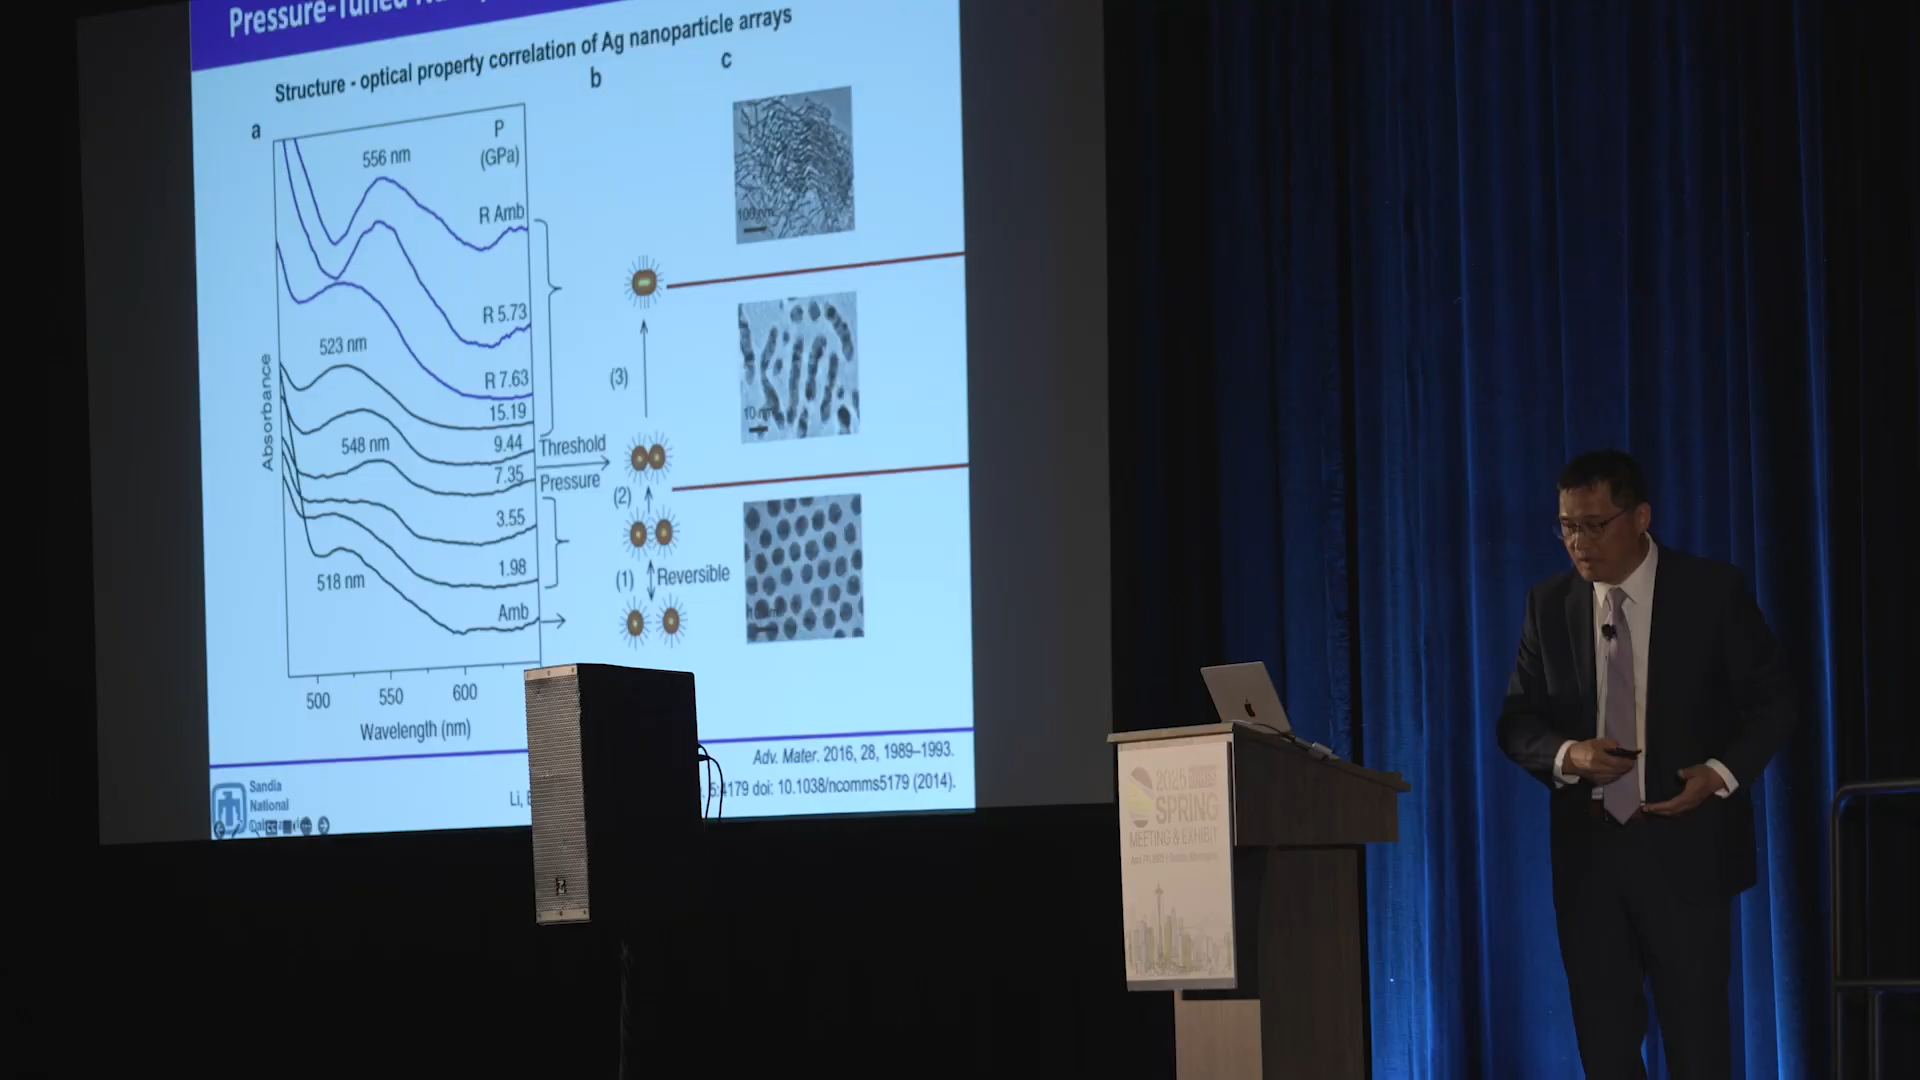 Pressure-Tuned
Structure - optical property correlation of Ag nanoparticle arrays
a
b
c
P
(GPa)
556 nm
R Amb
R 5.73
523 nm
R 7.63
15.19
9.44
548 nm
7.35
3.55
1.98
518 nm
Amb
Absorbance
500 550 600
Wavelength (nm)
Threshold
Pressure
(3)
(2)
(1)
Reversible
100 nm
10 nm
Adv. Mater. 2016, 28, 1989–1993.
Li,
5:4179 doi: 10.1038/ncomms5179 (2014).
Sandia
National
2025
SPRING
MEETING & EXHIBIT